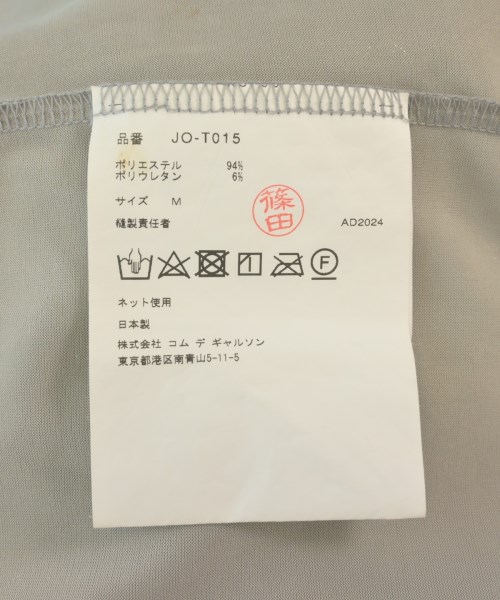 品番 JO-T015
ポリエステル 94%
ポリウレタン 6%
サイズ M
篠田
縫製責任者 AD2024
F
ネット使用
日本製
株式会社 コム デ ギャルソン
東京都港区南青山5-11-5